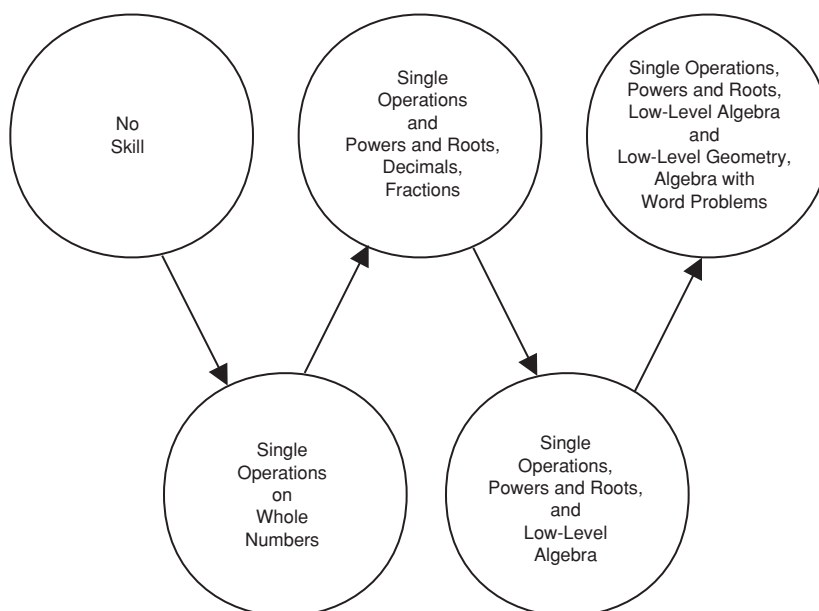 No
Skill
Single
Operations
on
Whole
Numbers
Single
Operations
and
Powers and Roots,
Decimals,
Fractions
Single
Operations,
Powers and Roots,
and
Low-Level
Algebra
Single Operations,
Powers and Roots,
Low-Level Algebra
and
Low-Level Geometry,
Algebra with
Word Problems